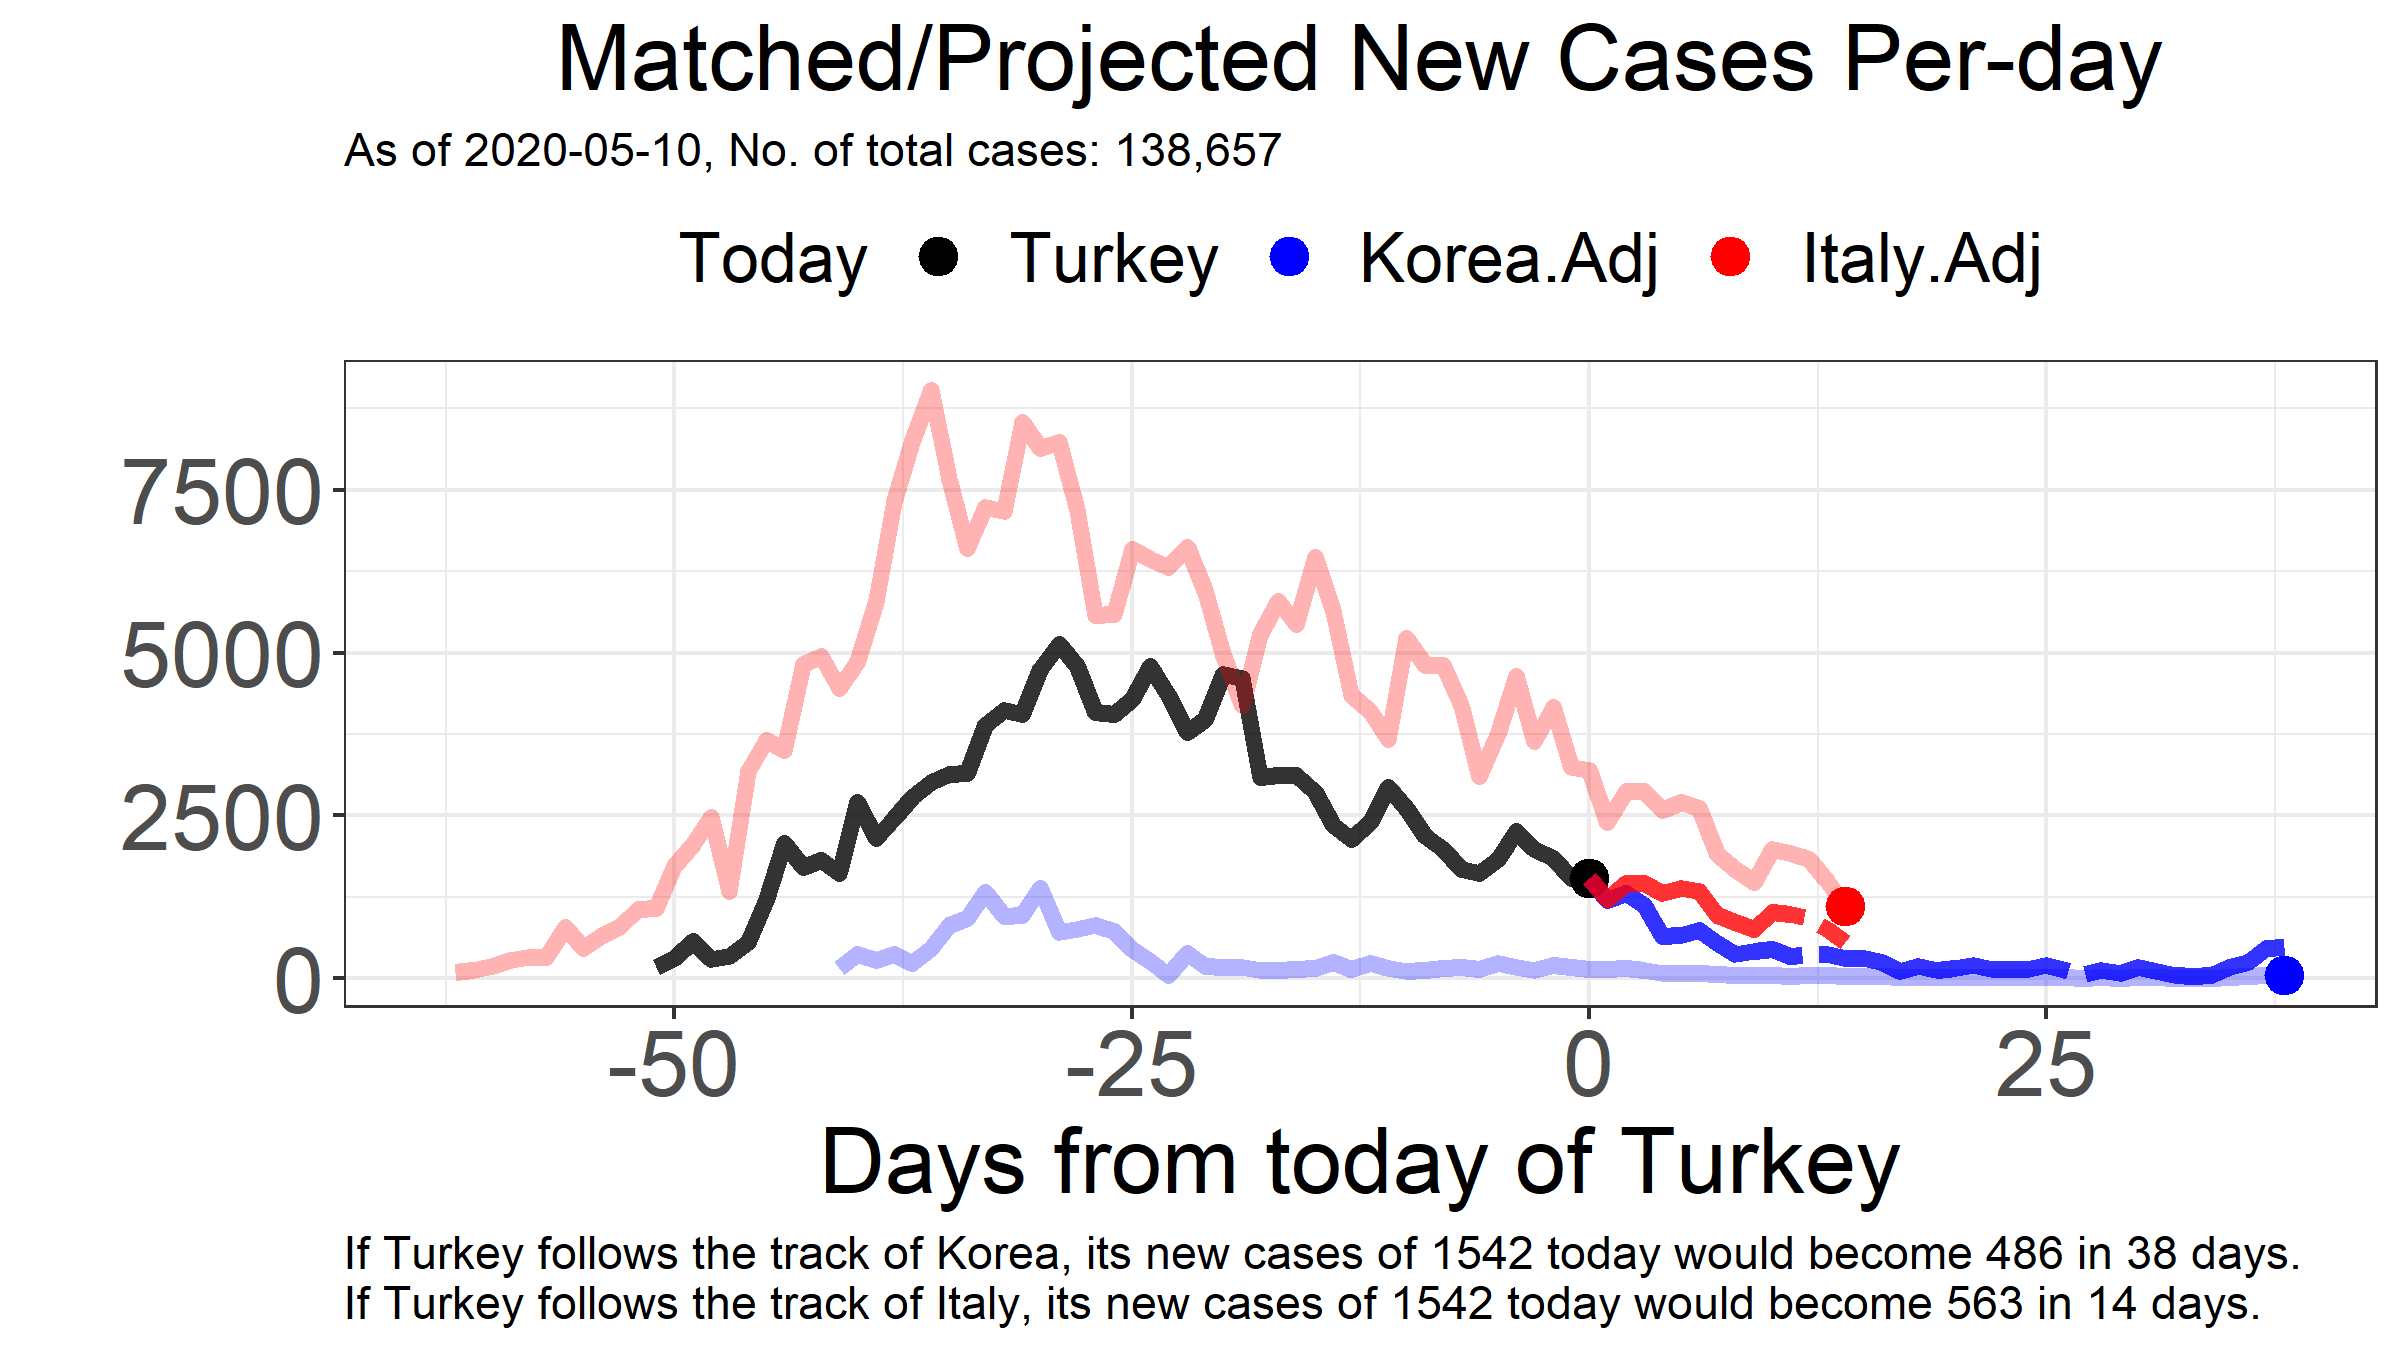 Matched/Projected New Cases Per-day
As of 2020-05-10, No. of total cases: 138,657
Today Turkey Korea.Adj Italy.Adj
7500
5000
2500
0
-50 -25 0 25
Days from today of Turkey
If Turkey follows the track of Korea, its new cases of 1542 today would become 486 in 38 days.
If Turkey follows the track of Italy, its new cases of 1542 today would become 563 in 14 days.